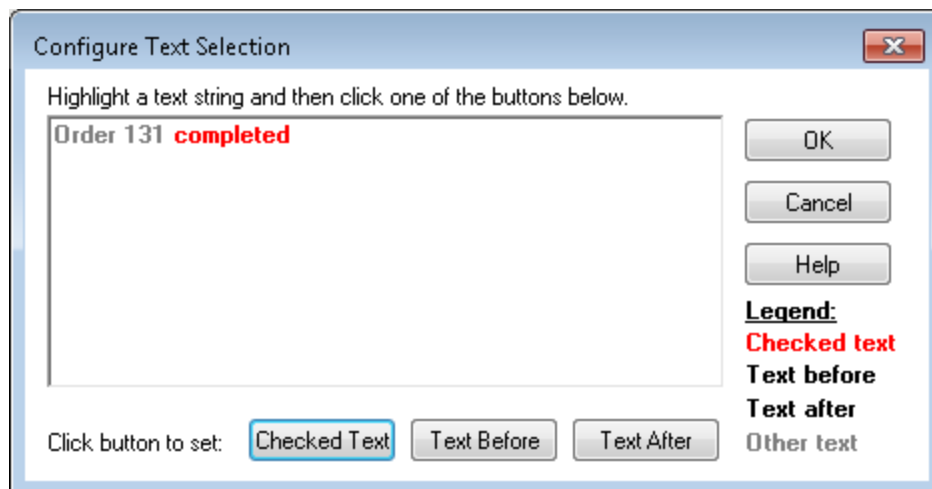 Configure Text Selection
Highlight a text string and then click one of the buttons below.
Order 131 completed
OK
Cancel
Help
Legend:
Checked text
Text before
Text after
Other text
Click button to set: Checked Text Text Before Text After